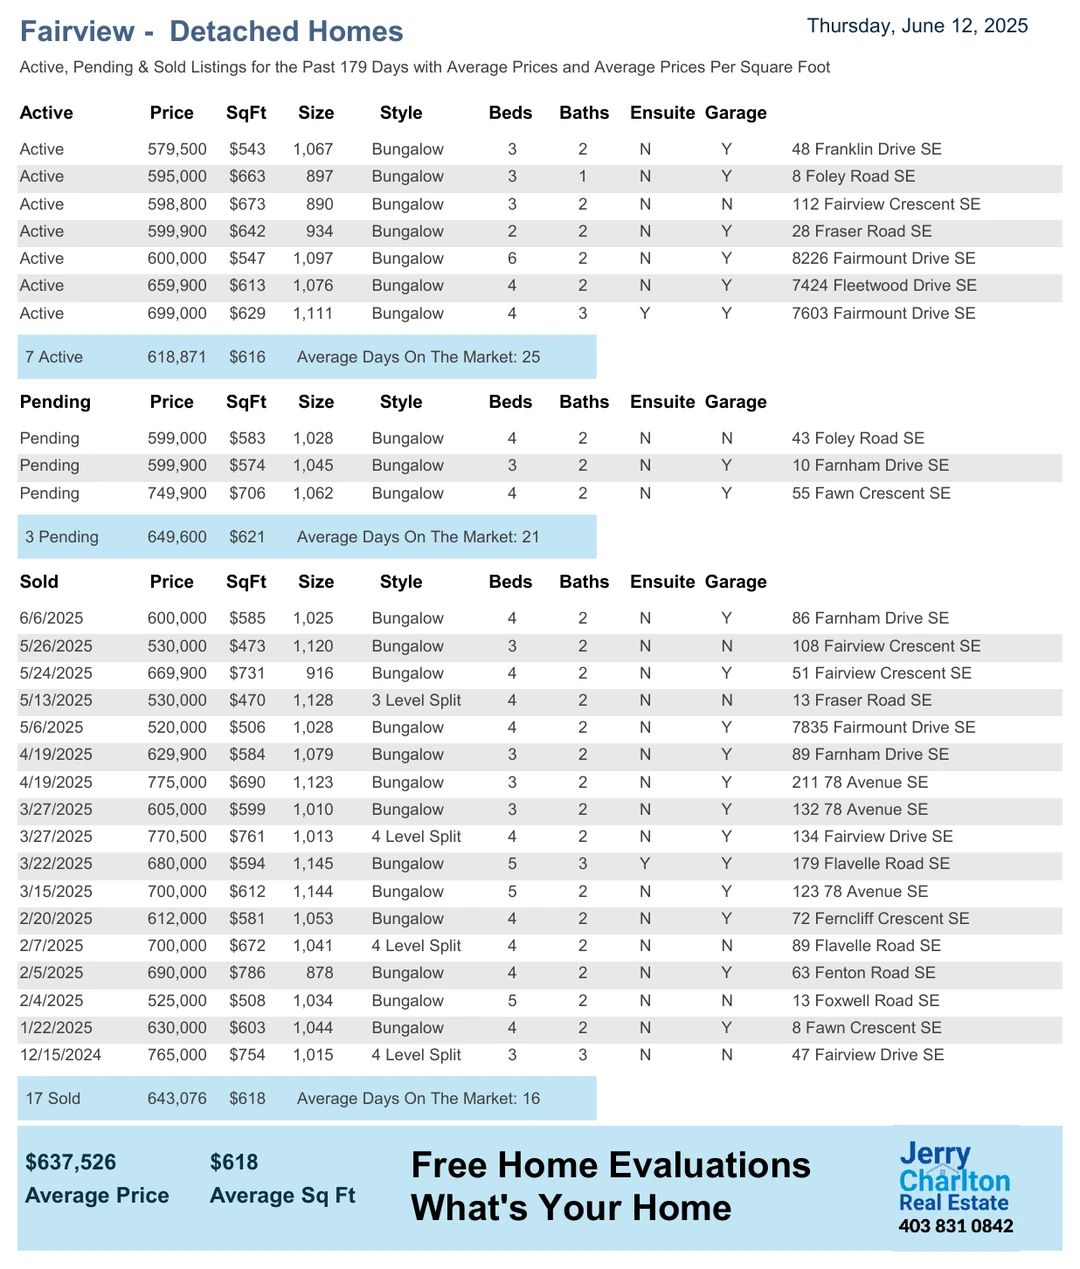 Fairview -  Detached Homes
Thursday, June 12, 2025
Active, Pending & Sold Listings for the Past 179 Days with Average Prices and Average Prices Per Square Foot
Active Price SqFt Size Style Beds Baths Ensuite Garage
Active 579,500 $543 1,067 Bungalow 3 2 N Y 48 Franklin Drive SE
Active 595,000 $663 897 Bungalow 3 1 N Y 8 Foley Road SE
Active 598,800 $673 890 Bungalow 3 2 N N 112 Fairview Crescent SE
Active 599,900 $642 934 Bungalow 2 2 N Y 28 Fraser Road SE
Active 600,000 $547 1,097 Bungalow 6 2 N Y 8226 Fairmount Drive SE
Active 659,900 $613 1,076 Bungalow 4 2 N Y 7424 Fleetwood Drive SE
Active 699,000 $629 1,111 Bungalow 4 3 Y Y 7603 Fairmount Drive SE
7 Active 618,871 $616 Average Days On The Market: 25
Pending Price SqFt Size Style Beds Baths Ensuite Garage
Pending 599,000 $583 1,028 Bungalow 4 2 N N 43 Foley Road SE
Pending 599,900 $574 1,045 Bungalow 3 2 N Y 10 Farnham Drive SE
Pending 749,900 $706 1,062 Bungalow 4 2 N Y 55 Fawn Crescent SE
3 Pending 649,600 $621 Average Days On The Market: 21
Sold Price SqFt Size Style Beds Baths Ensuite Garage
6/6/2025 600,000 $585 1,025 Bungalow 4 2 N Y 86 Farnham Drive SE
5/26/2025 530,000 $473 1,120 Bungalow 3 2 N N 108 Fairview Crescent SE
5/24/2025 669,900 $731 916 Bungalow 4 2 N Y 51 Fairview Crescent SE
5/13/2025 530,000 $470 1,128 3 Level Split 4 2 N N 13 Fraser Road SE
5/6/2025 520,000 $506 1,028 Bungalow 4 2 N Y 7835 Fairmount Drive SE
4/19/2025 629,900 $584 1,079 Bungalow 3 2 N Y 89 Farnham Drive SE
4/19/2025 775,000 $690 1,123 Bungalow 3 2 N Y 211 78 Avenue SE
3/27/2025 605,000 $599 1,010 Bungalow 3 2 N Y 132 78 Avenue SE
3/27/2025 770,500 $761 1,013 4 Level Split 4 2 N Y 134 Fairview Drive SE
3/22/2025 680,000 $594 1,145 Bungalow 5 3 Y Y 179 Flavelle Road SE
3/15/2025 700,000 $612 1,144 Bungalow 5 2 N Y 123 78 Avenue SE
2/20/2025 612,000 $581 1,053 Bungalow 4 2 N Y 72 Ferncliff Crescent SE
2/7/2025 700,000 $672 1,041 4 Level Split 4 2 N N 89 Flavelle Road SE
2/5/2025 690,000 $786 878 Bungalow 4 2 N Y 63 Fenton Road SE
2/4/2025 525,000 $508 1,034 Bungalow 5 2 N N 13 Foxwell Road SE
1/22/2025 630,000 $603 1,044 Bungalow 4 2 N Y 8 Fawn Crescent SE
12/15/2024 765,000 $754 1,015 4 Level Split 3 3 N N 47 Fairview Drive SE
17 Sold 643,076 $618 Average Days On The Market: 16
$637,526 $618
Average Price Average Sq Ft
Free Home Evaluations
What's Your Home
Jerry
Charlton
Real Estate
403 831 0842